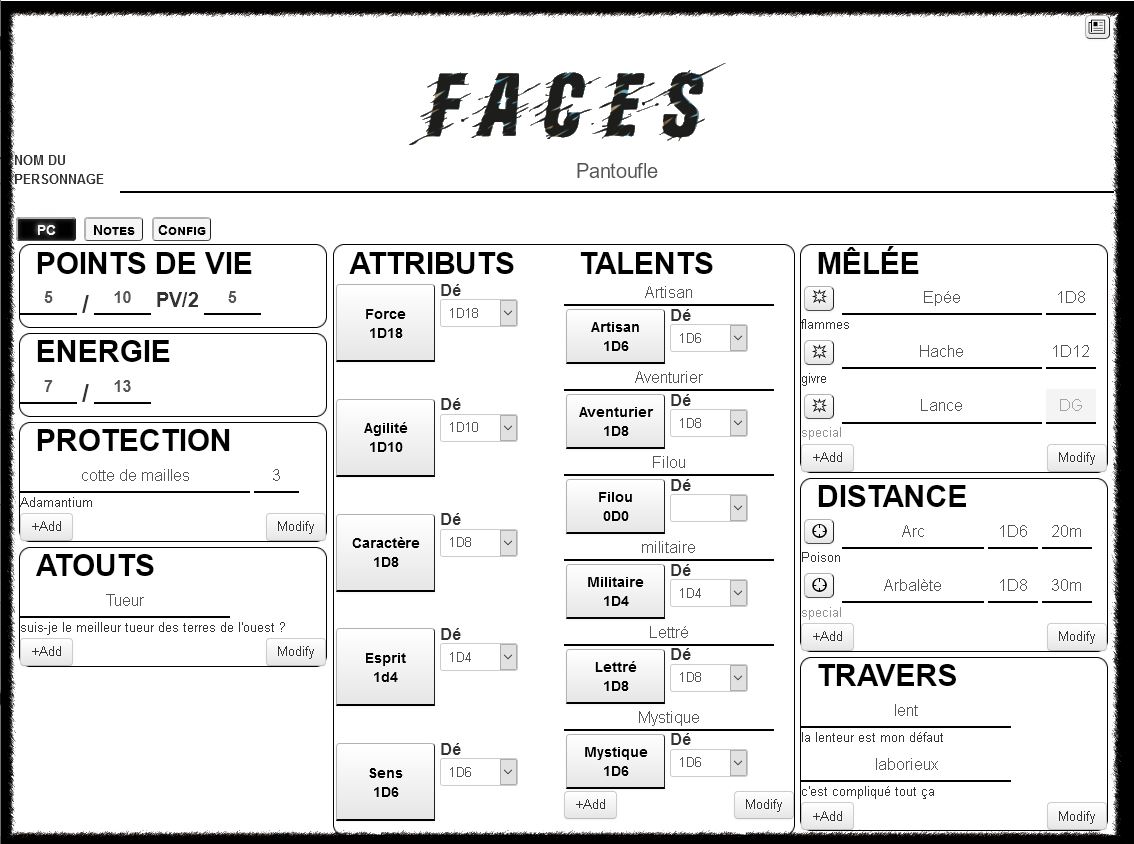 FACES
NOM DU
PERSONNAGE
Pantoufle
PC
NOTES
CONFIG
POINTS DE VIE
5 / 10 PV/2 5
ENERGIE
7 / 13
PROTECTION
cotte de mailles 3
Adamantium
+Add Modify
ATOUTS
Tueur
suis-je le meilleur tueur des terres de l'ouest ?
+Add Modify
ATTRIBUTS
Force
1D18
Dé
1D18
Agilité
1D10
Dé
1D10
Caractère
1D8
Dé
1D8
Esprit
1d4
Dé
1D4
Sens
1D6
Dé
1D6
TALENTS
Artisan
Artisan
1D6
Dé
1D6
Aventurier
Aventurier
1D8
Dé
1D8
Filou
Filou
0D0
Dé
militaire
Militaire
1D4
Dé
1D4
Lettré
Lettré
1D8
Dé
1D8
Mystique
Mystique
1D6
Dé
1D6
+Add Modify
MÊLÉE
Epée 1D8
flammes
Hache 1D12
givre
Lance DG
special
+Add Modify
DISTANCE
Arc 1D6 20m
Poison
Arbalète 1D8 30m
special
+Add Modify
TRAVERS
lent
la lenteur est mon défaut
laborieux
c'est compliqué tout ça
+Add Modify